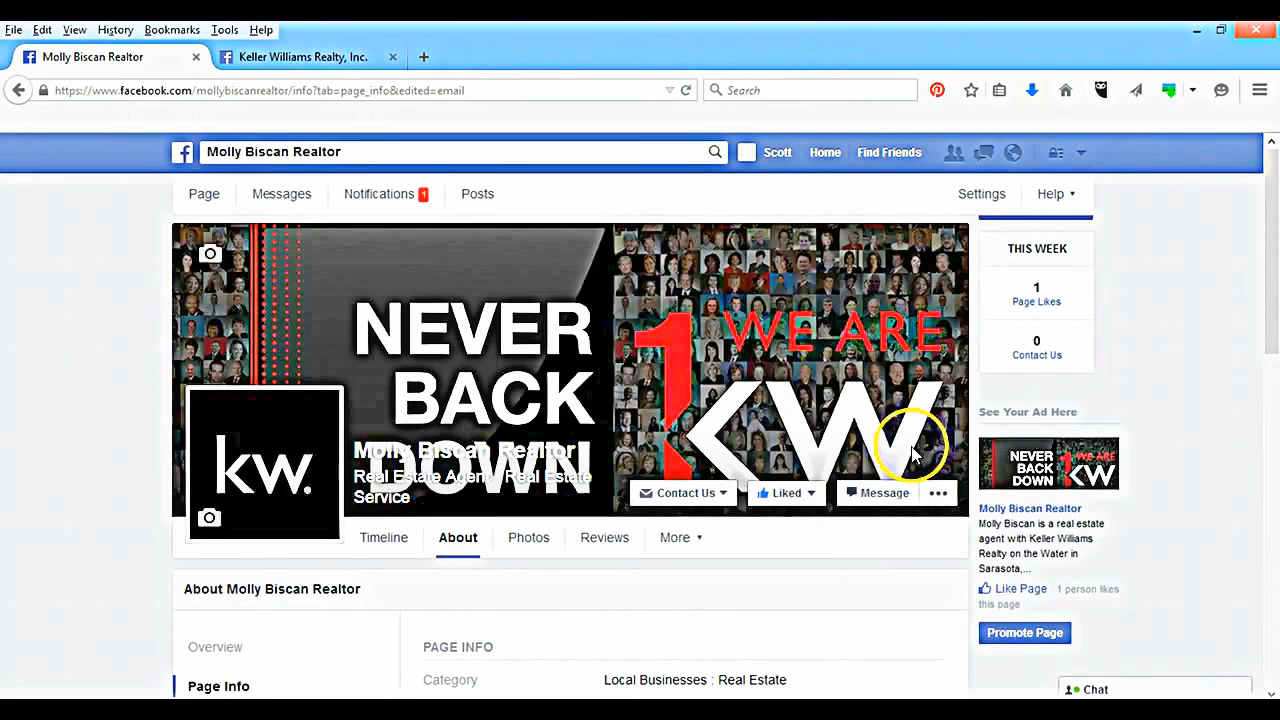 File Edit View History Bookmarks Tools Help
Molly Biscan Realtor
Keller Williams Realty, Inc.
https://www.facebook.com/mollybiscanrealtor/info?tab=page_info&edited=email
Search
Molly Biscan Realtor
Scott Home Find Friends
Page Messages Notifications 1 Posts Settings Help
NEVER
BACK
DOWN
1 WE ARE
kw
kw.
Molly Biscan Realtor
Real Estate Agent · Real Estate
Service
Contact Us Liked Message
Timeline About Photos Reviews More
About Molly Biscan Realtor
Overview
Page Info
PAGE INFO
Category Local Businesses : Real Estate
THIS WEEK
1
Page Likes
0
Contact Us
See Your Ad Here
NEVER
BACK
DOWN
1 WE ARE
kw
Molly Biscan Realtor
Molly Biscan is a real estate
agent with Keller Williams
Realty on the Water in
Sarasota,...
Like Page · 1 person likes
this page
Promote Page
Chat